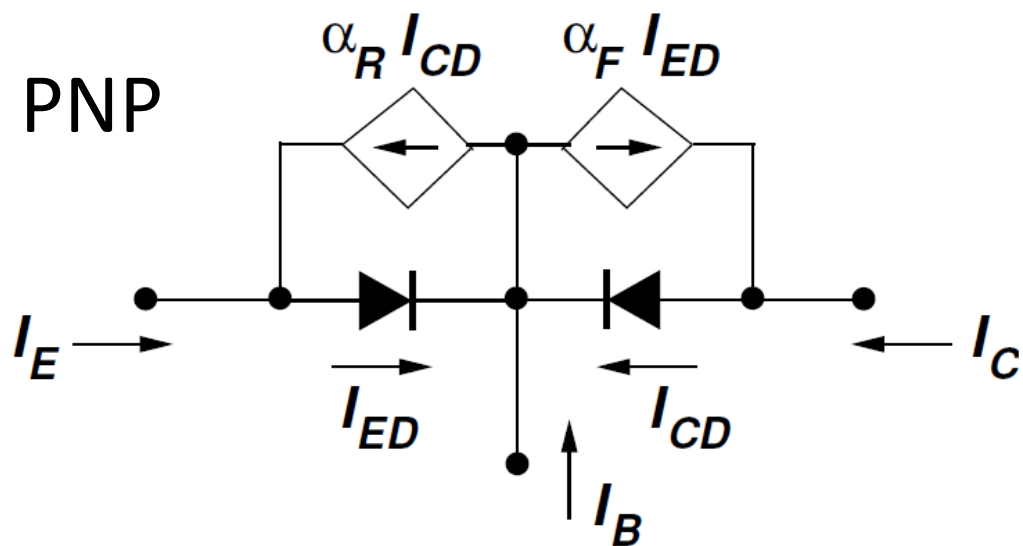 α_R I_CD
α_F I_ED
PNP
I_E
I_C
I_ED
I_CD
I_B